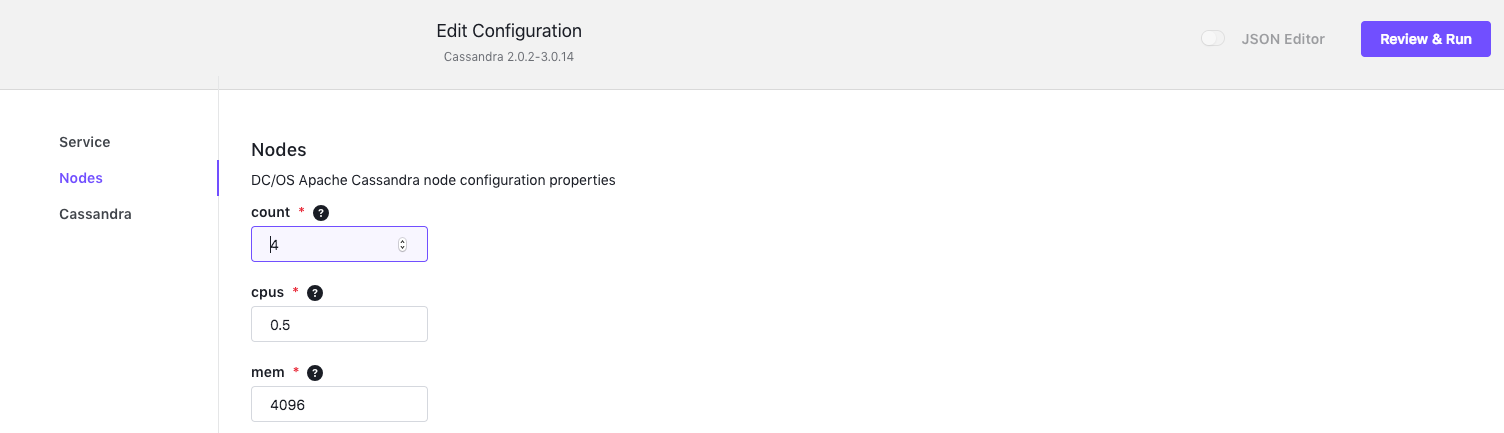 Edit Configuration
Cassandra 2.0.2-3.0.14
JSON Editor
Review & Run
Service
Nodes
Cassandra
Nodes
DC/OS Apache Cassandra node configuration properties
count * ?
4
cpus * ?
0.5
mem * ?
4096